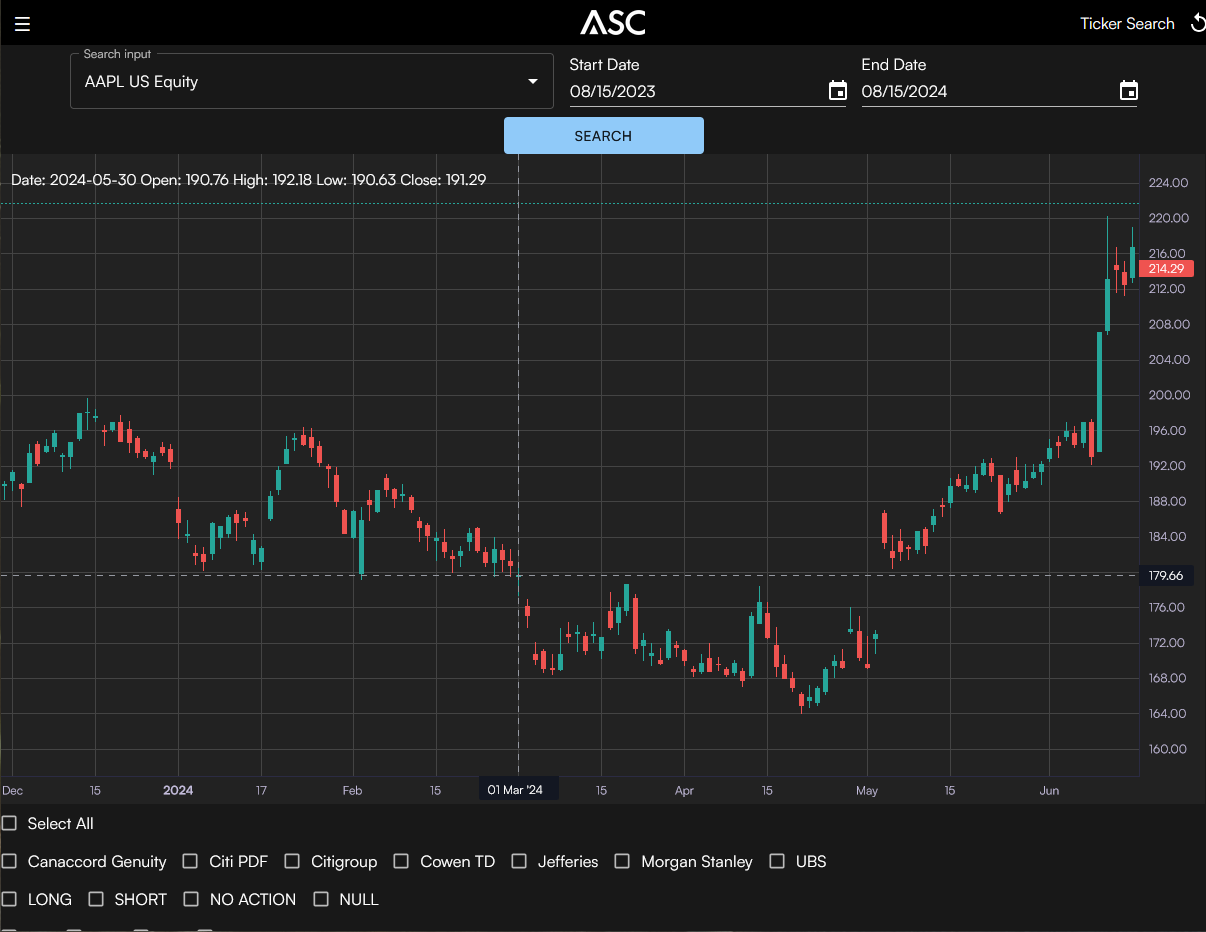 ASC
Ticker Search
Search input
AAPL US Equity
Start Date
08/15/2023
End Date
08/15/2024
SEARCH
Date: 2024-05-30 Open: 190.76 High: 192.18 Low: 190.63 Close: 191.29
224.00
220.00
216.00
214.29
212.00
208.00
204.00
200.00
196.00
192.00
188.00
184.00
179.66
176.00
172.00
168.00
164.00
160.00
Dec 15 2024 17 Feb 15 01 Mar '24 15 Apr 15 May 15 Jun
Select All
Canaccord Genuity Citi PDF Citigroup Cowen TD Jefferies Morgan Stanley UBS
LONG SHORT NO ACTION NULL